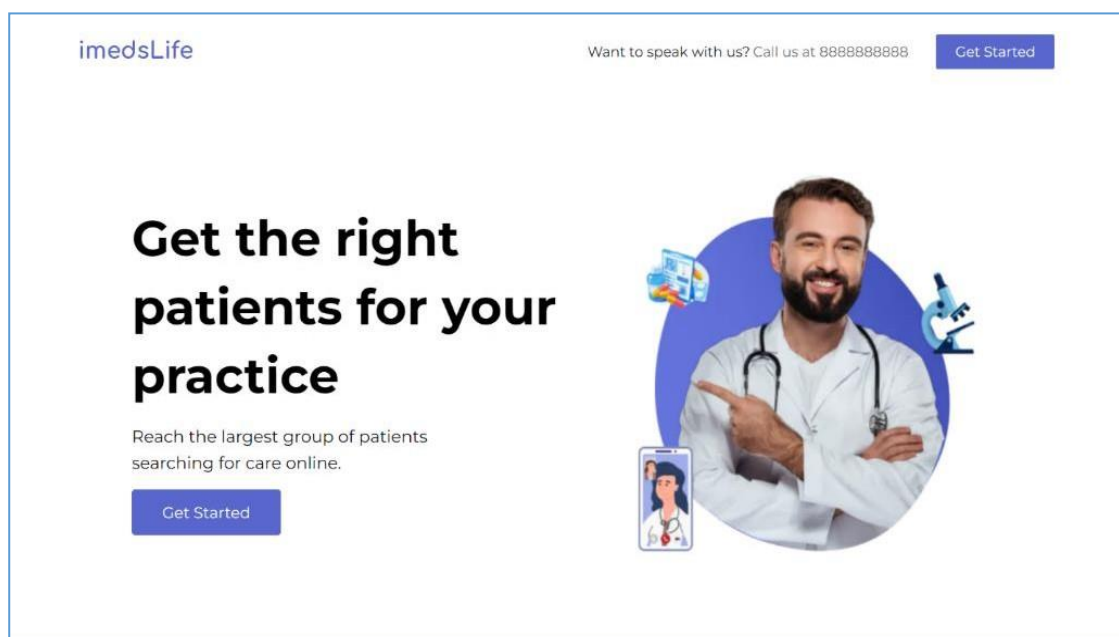 imedsLife
Want to speak with us? Call us at 8888888888
Get Started
Get the right
patients for your
practice
Reach the largest group of patients
searching for care online.
Get Started